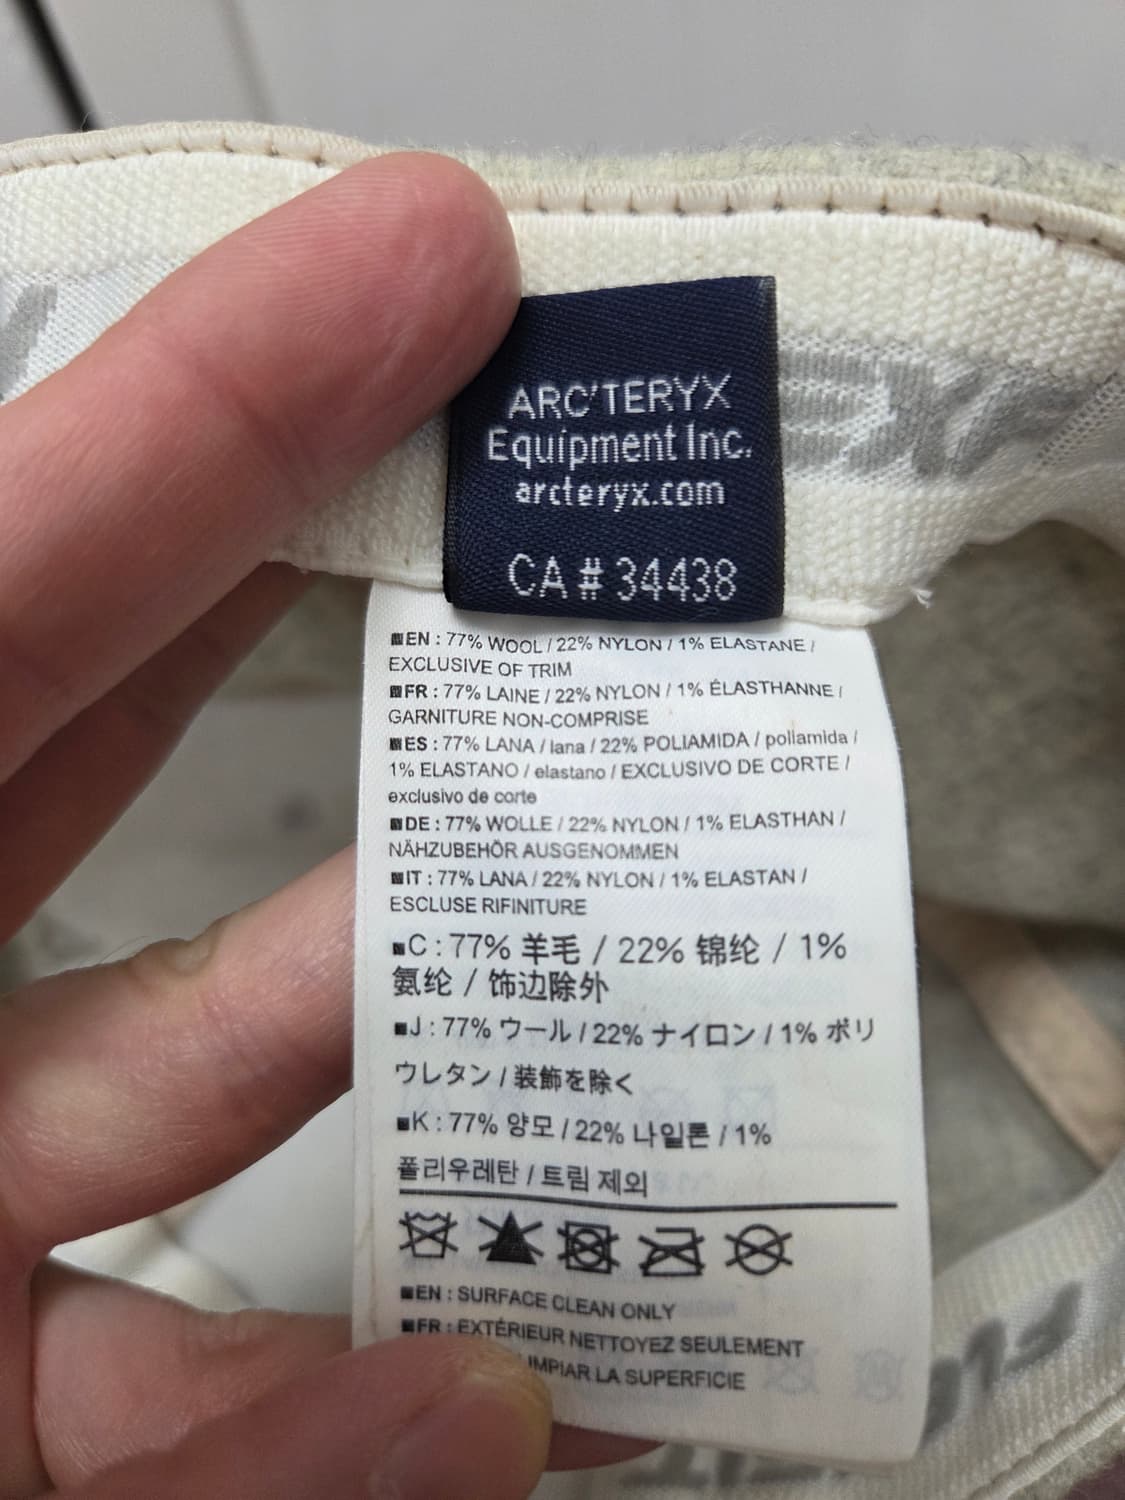 ARC'TERYX
Equipment Inc.
arcteryx.com
CA # 34438
EN : 77% WOOL / 22% NYLON / 1% ELASTANE /
EXCLUSIVE OF TRIM
FR : 77% LAINE / 22% NYLON / 1% ÉLASTHANNE /
GARNITURE NON-COMPRISE
ES : 77% LANA / lana / 22% POLIAMIDA / poliamida /
1% ELASTANO / elastano / EXCLUSIVO DE CORTE /
exclusivo de corte
DE : 77% WOLLE / 22% NYLON / 1% ELASTHAN /
NÄHZUBEHÖR AUSGENOMMEN
IT : 77% LANA / 22% NYLON / 1% ELASTAN /
ESCLUSE RIFINITURE
C : 77% 羊毛 / 22% 锦纶 / 1%
氨纶 / 饰边除外
J : 77% ウール / 22% ナイロン / 1% ポリ
ウレタン / 装飾を除く
K : 77% 양모 / 22% 나일론 / 1%
폴리우레탄 / 트림 제외
EN : SURFACE CLEAN ONLY
FR : EXTÉRIEUR NETTOYEZ SEULEMENT
LA SUPERFICIE